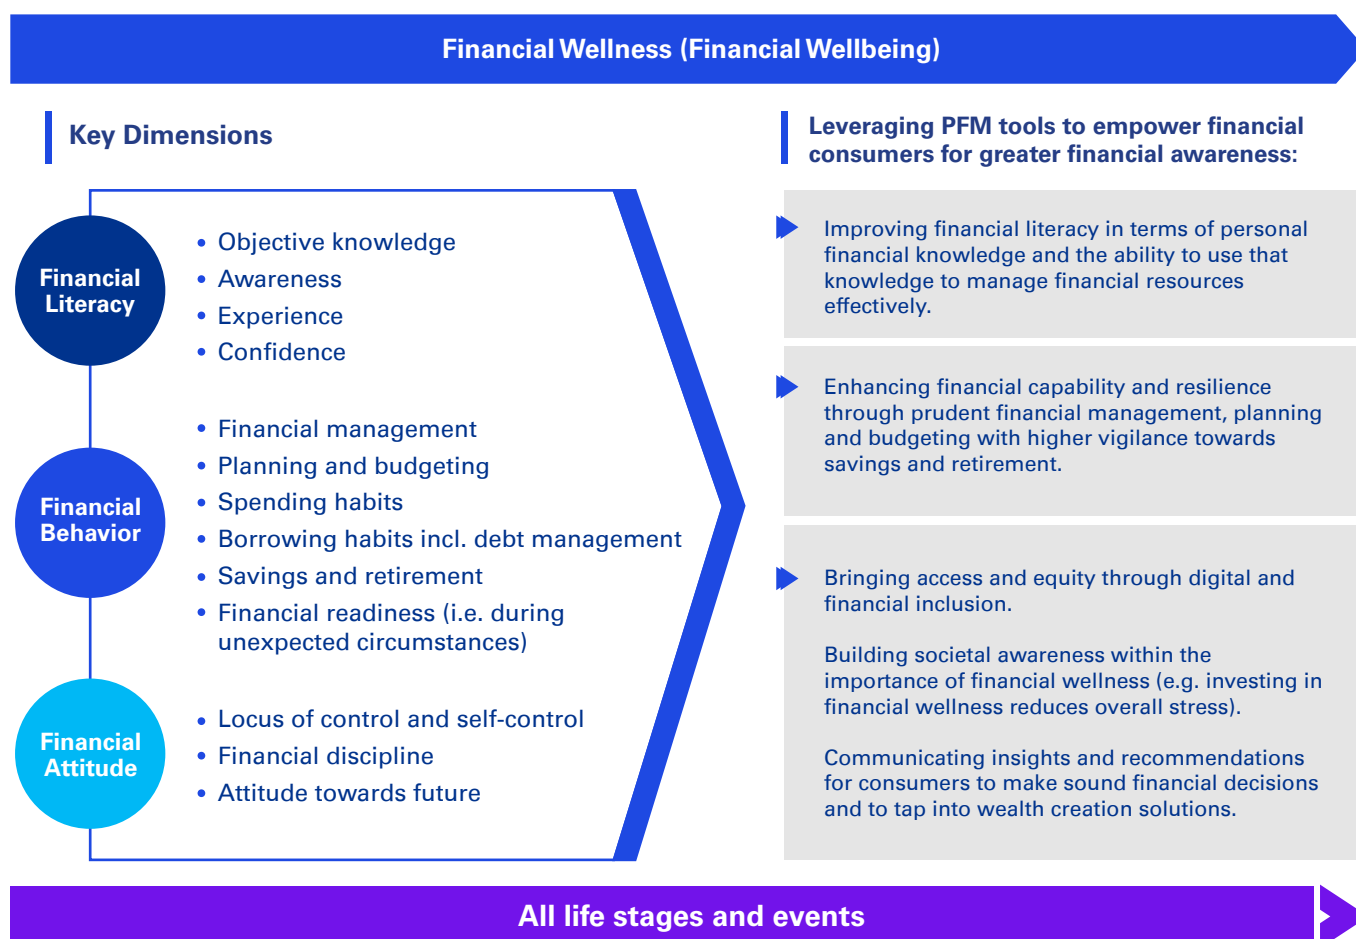 Financial Wellness (Financial Wellbeing)
Key Dimensions
Financial
Literacy
• Objective knowledge
• Awareness
• Experience
• Confidence
Financial
Behavior
• Financial management
• Planning and budgeting
• Spending habits
• Borrowing habits incl. debt management
• Savings and retirement
• Financial readiness (i.e. during
unexpected circumstances)
Financial
Attitude
• Locus of control and self-control
• Financial discipline
• Attitude towards future
Leveraging PFM tools to empower financial
consumers for greater financial awareness:
Improving financial literacy in terms of personal
financial knowledge and the ability to use that
knowledge to manage financial resources
effectively.
Enhancing financial capability and resilience
through prudent financial management, planning
and budgeting with higher vigilance towards
savings and retirement.
Bringing access and equity through digital and
financial inclusion.
Building societal awareness within the
importance of financial wellness (e.g. investing in
financial wellness reduces overall stress).
Communicating insights and recommendations
for consumers to make sound financial decisions
and to tap into wealth creation solutions.
All life stages and events